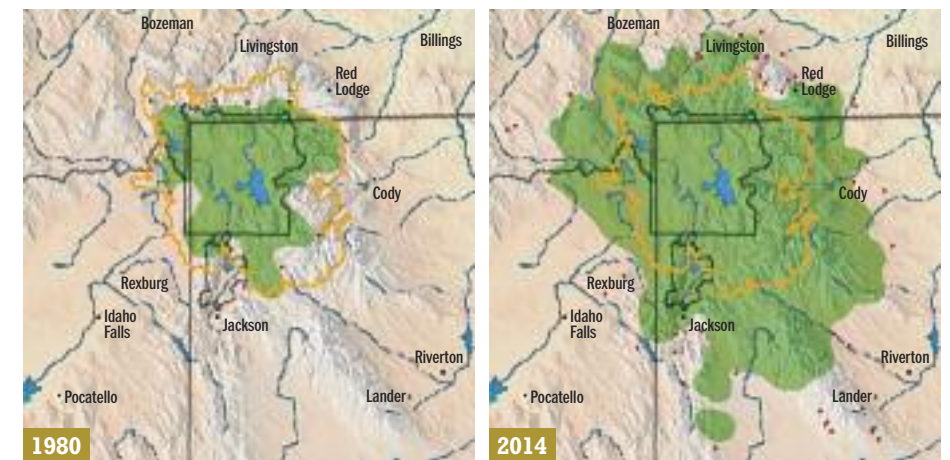 Bozeman
Livingston
Billings
Red
Lodge
Cody
Rexburg
Idaho
Falls
Jackson
Riverton
Pocatello
Lander
1980
Bozeman
Livingston
Billings
Red
Lodge
Cody
Rexburg
Idaho
Falls
Jackson
Riverton
Pocatello
Lander
2014